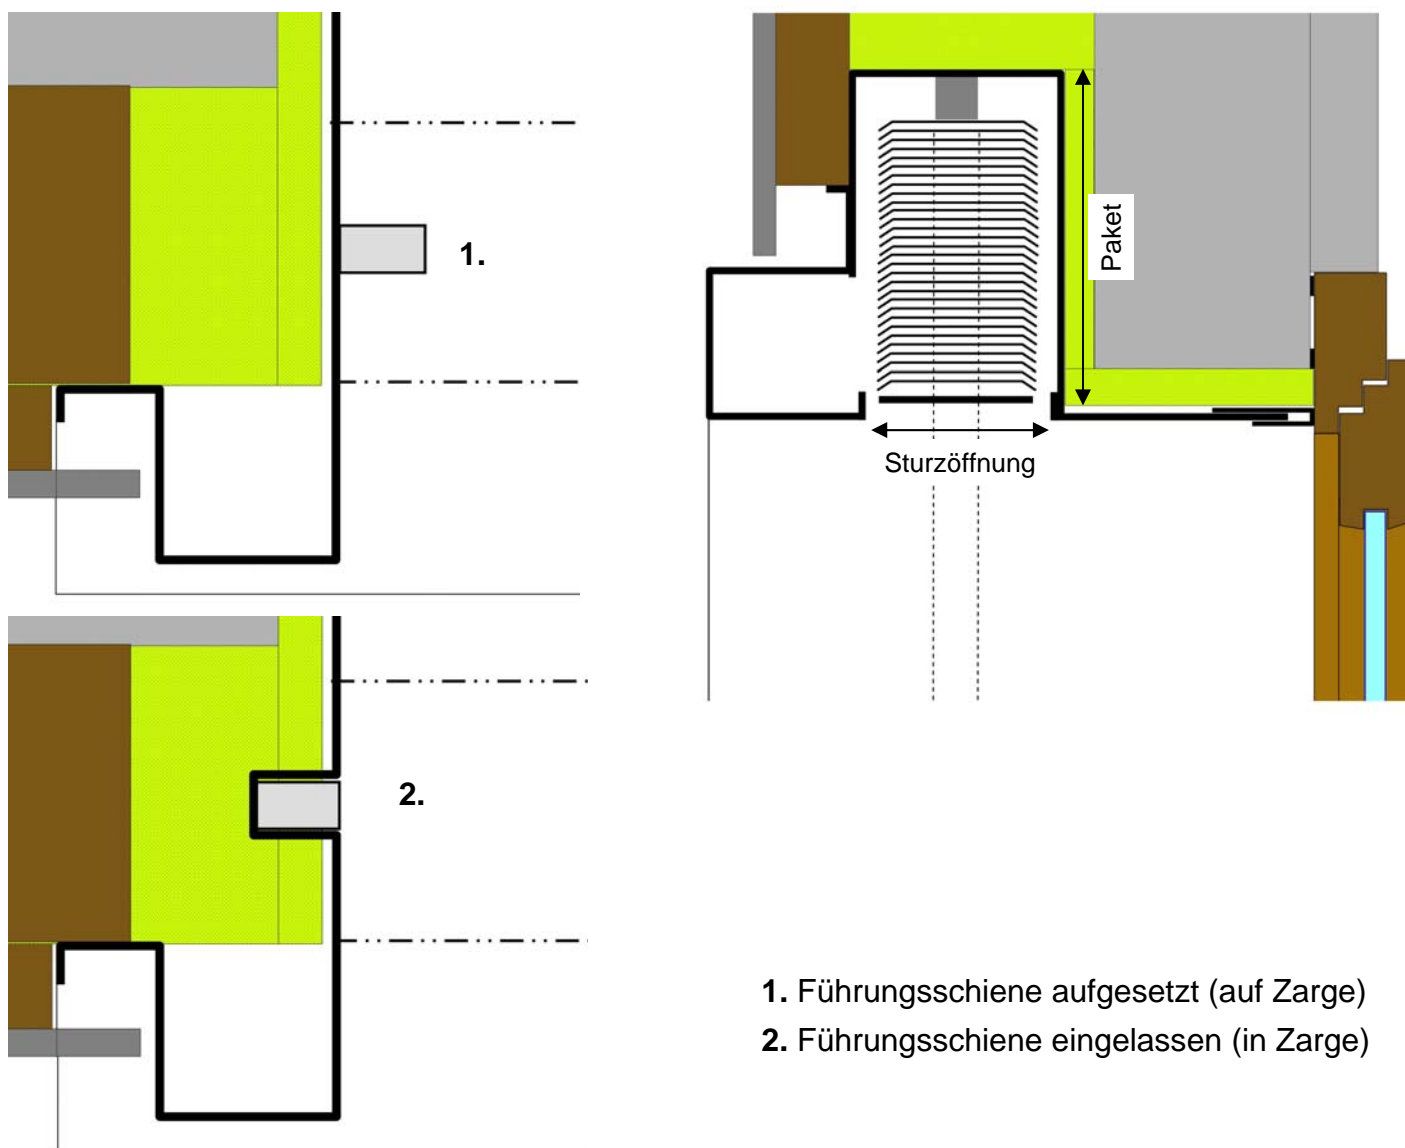 1.
Paket
Sturzöffnung
2.
1. Führungsschiene aufgesetzt (auf Zarge)
2. Führungsschiene eingelassen (in Zarge)